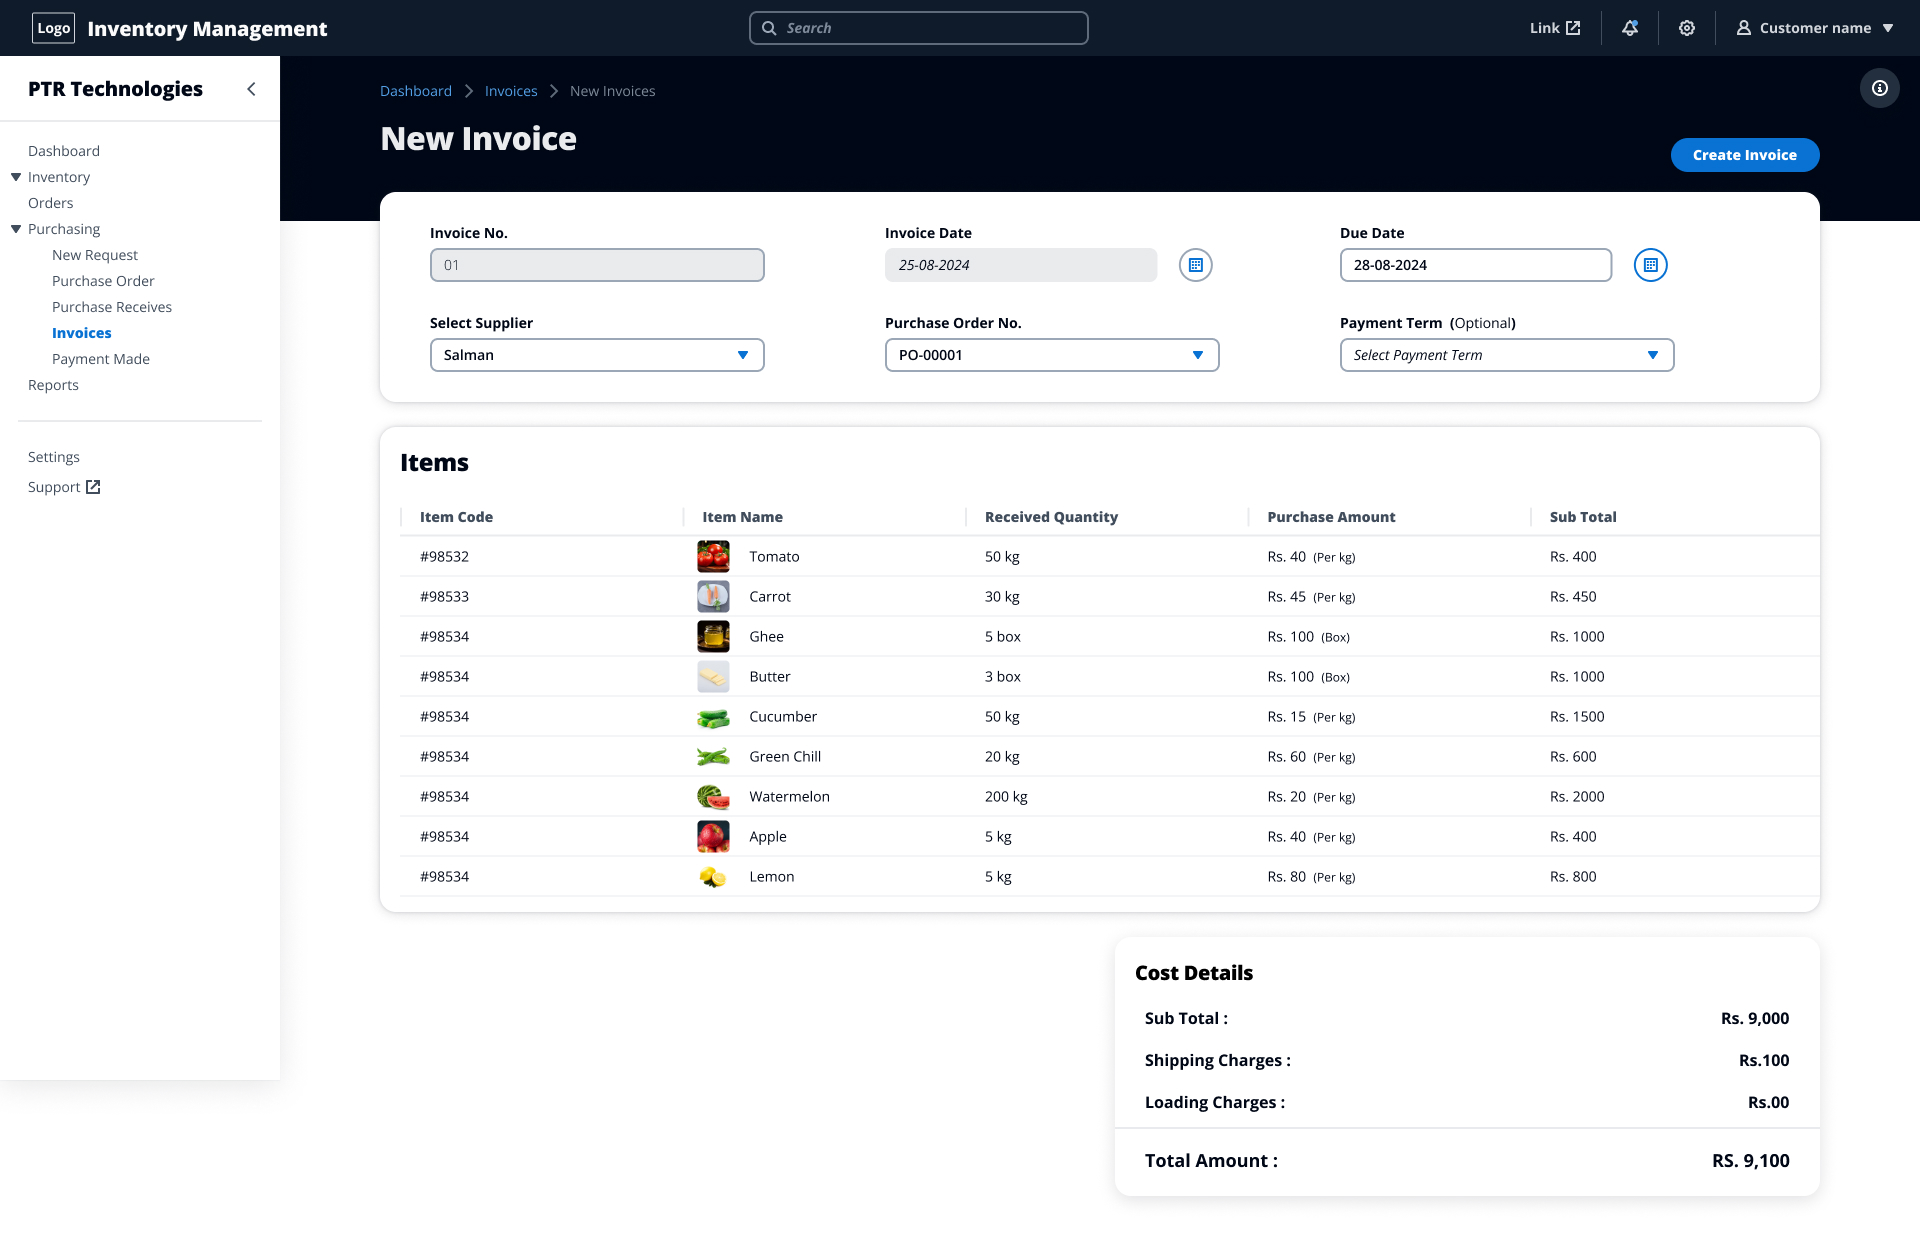 Logo Inventory Management
Search
Link
Customer name
PTR Technologies
Dashboard
Inventory
Orders
Purchasing
New Request
Purchase Order
Purchase Receives
Invoices
Payment Made
Reports
Settings
Support
Dashboard Invoices New Invoices
New Invoice
Create Invoice
Invoice No. Invoice Date Due Date
01 25-08-2024 28-08-2024
Select Supplier Purchase Order No. Payment Term (Optional)
Salman PO-00001 Select Payment Term
Items
Item Code Item Name Received Quantity Purchase Amount Sub Total
#98532 Tomato 50 kg Rs. 40 (Per kg) Rs. 400
#98533 Carrot 30 kg Rs. 45 (Per kg) Rs. 450
#98534 Ghee 5 box Rs. 100 (Box) Rs. 1000
#98534 Butter 3 box Rs. 100 (Box) Rs. 1000
#98534 Cucumber 50 kg Rs. 15 (Per kg) Rs. 1500
#98534 Green Chill 20 kg Rs. 60 (Per kg) Rs. 600
#98534 Watermelon 200 kg Rs. 20 (Per kg) Rs. 2000
#98534 Apple 5 kg Rs. 40 (Per kg) Rs. 400
#98534 Lemon 5 kg Rs. 80 (Per kg) Rs. 800
Cost Details
Sub Total : Rs. 9,000
Shipping Charges : Rs.100
Loading Charges : Rs.00
Total Amount : RS. 9,100